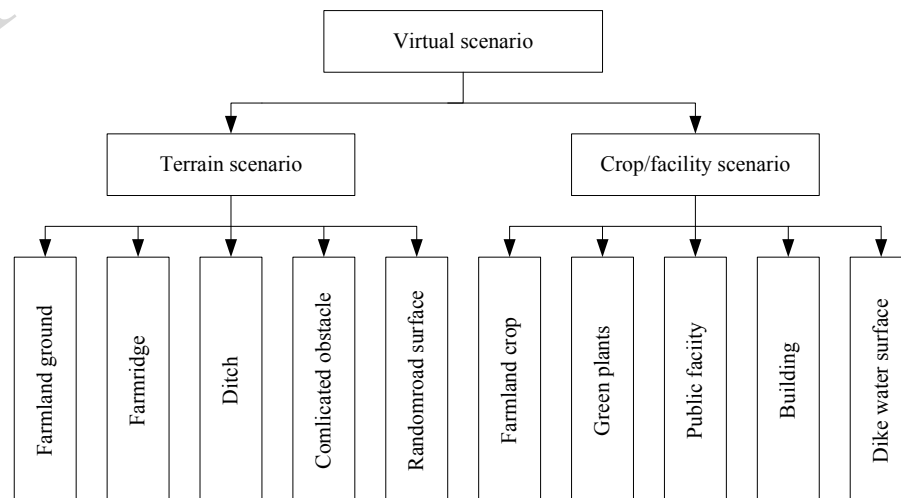 Virtual scenario
Terrain scenario
Crop/facility scenario
Farmland ground
Farmridge
Ditch
Comlicated obstacle
Randomroad surface
Farmland crop
Green plants
Public faciity
Building
Dike water surface